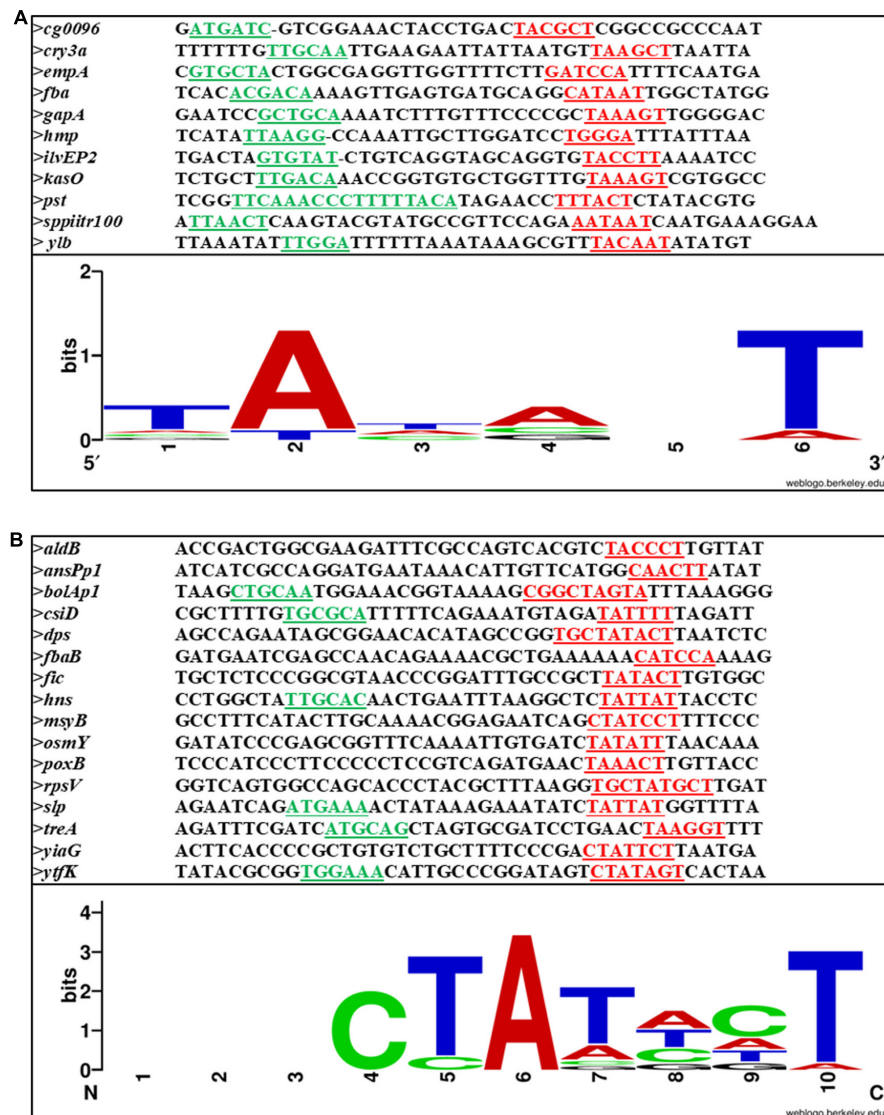 A
>cg0096 GATGATC-GTCGGAAACTACCTGACTACGCTCGGCCGCCCAAT
>cry3a TTTTTTGTTGCAATTGAAGAATTATTAATGTTAAGCTTAATTA
>empA CGTGCTACTGGCGAGGTTGGTTTTCTTGATCCATTTTCAATGA
>fba TCACACGACAAAAGTTGAGTGATGCAGGCATAATTGGCTATGG
>gapA GAATCCGCTGCAAAATCTTTGTTTCCCCGCTAAAGTTGGGGAC
>hmp TCATATTAAGG-CCAAATTGCTTGGATCCTGGGATTTATTTAA
>ilvEP2 TGACTAGTGTAT-CTGTCAGGTAGCAGGTGTACCTTAAAATCC
>kasO TCTGCTTTGACAAACCGGTGTGCTGGTTTGTAAAGTCGTGGCC
>pst TCGGTTCAAACCCTTTTTACATAGAACCTTTACTCTATACGTG
>sppiitr100 ATTAACTCAAGTACGTATGCCGTTCCAGAAATAATCAATGAAAGGAA
> ylb TTAAATATTTGGATTTTTTAAATAAAGCGTTTACAATATATGT
2
bits
1
T A T A T
0
1 2 3 4 5 6
5′ 3′
weblogo.berkeley.edu
B
>aldB ACCGACTGGCGAAGATTTCGCCAGTCACGTCTACCCTTGTTAT
>ansPp1 ATCATCGCCAGGATGAATAAACATTGTTCATGGCAACTTATAT
>bolAp1 TAAGCTGCAATGGAAACGGTAAAAGCGGCTAGTATTTAAAGGG
>csiD CGCTTTTGTGCGCATTTTTCAGAAATGTAGATATTTTTAGATT
>dps AGCCAGAATAGCGGAACACATAGCCGGTGCTATACTTAATCTC
>fbaB GATGAATCGAGCCAACAGAAAACGCTGAAAAAACATCCAAAAG
>fic TGCTCTCCCGGCGTAACCCGGATTTGCCGCTTATACTTGTGGC
>hns CCTGGCTATTGCACAACTGAATTTAAGGCTCTATTATTACCTC
>msyB GCCTTTCATACTTGCAAAACGGAGAATCAGCTATCCTTTTCCC
>osmY GATATCCCGAGCGGTTTCAAAATTGTGATCTATATTTAACAAA
>poxB TCCCATCCCTTCCCCCTCCGTCAGATGAACTAAACTTGTTACC
>rpsV GGTCAGTGGCCAGCACCCTACGCTTTAAGGTGCTATGCTTGAT
>slp AGAATCAGATGAAAACTATAAAGAAATATCTATTATGGTTTTA
>treA AGATTTCGATCATGCAGCTAGTGCGATCCTGAACTAAGGTTTT
>yiaG ACTTCACCCCGCTGTGTCTGCTTTTCCCGACTATTCTTAATGA
>ytfK TATACGCGGTGGAAACATTGCCCGGATAGTCTATAGTCACTAA
4
3
bits
2
1
C T A T A C T
0
1 2 3 4 5 6 7 8 9 10
N C
weblogo.berkeley.edu